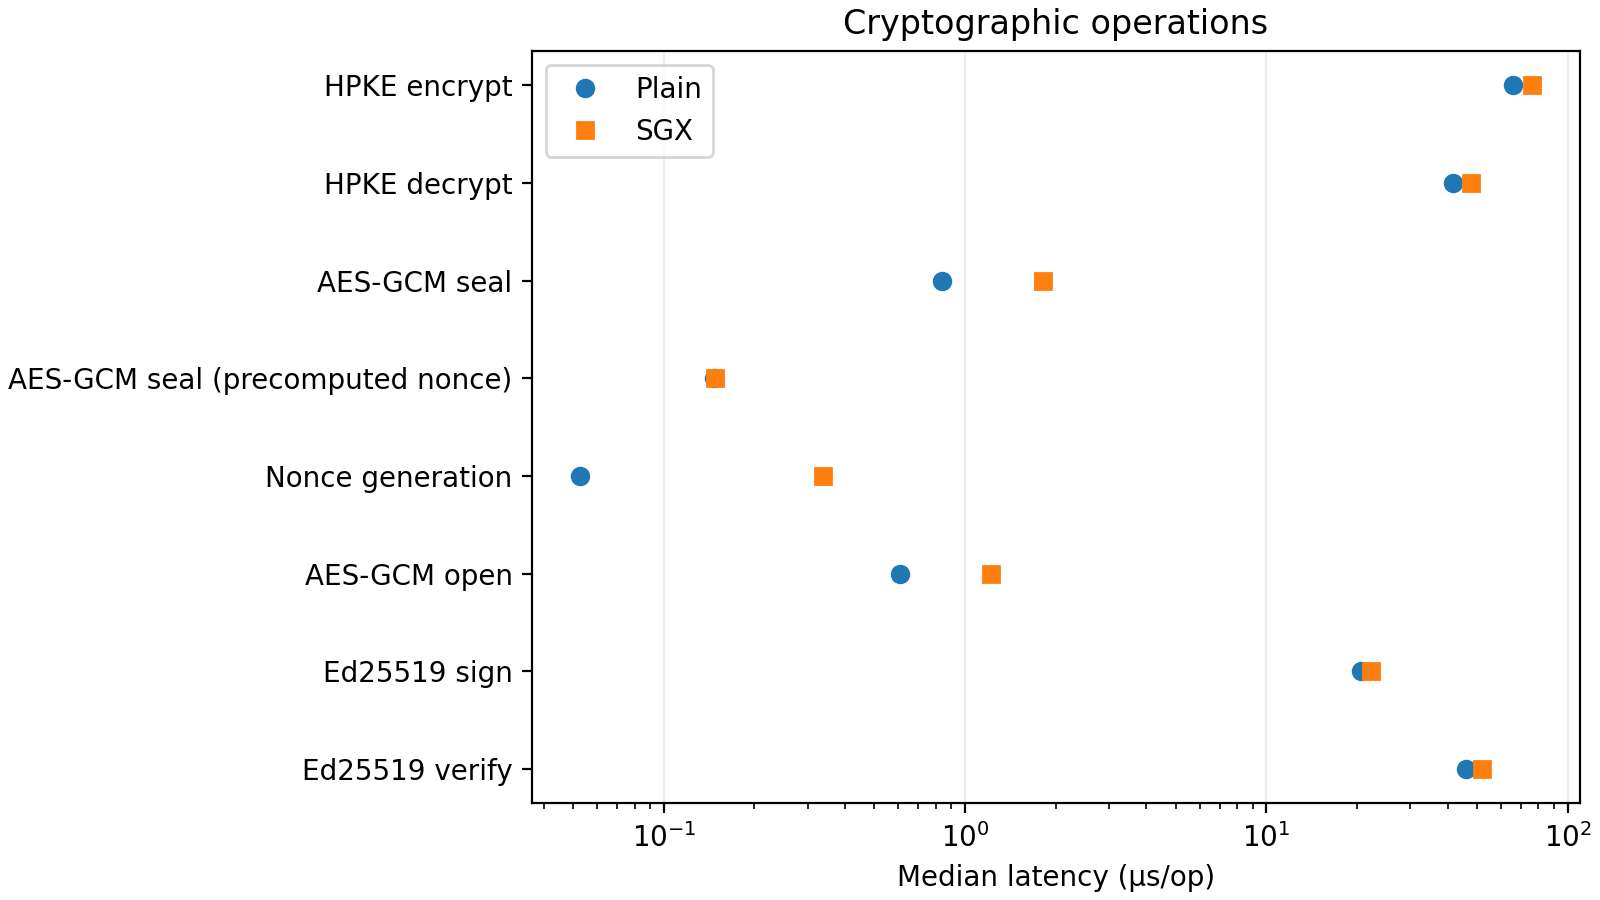 Cryptographic operations
HPKE encrypt
HPKE decrypt
AES-GCM seal
AES-GCM seal (precomputed nonce)
Nonce generation
AES-GCM open
Ed25519 sign
Ed25519 verify
Plain
SGX
10⁻¹ 10⁰ 10¹ 10²
Median latency (μs/op)